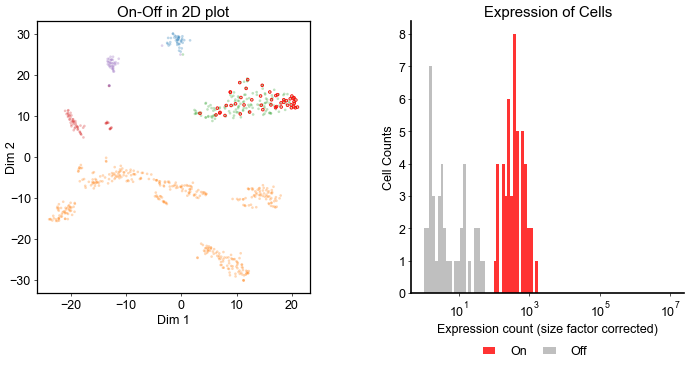 On-Off in 2D plot
30
20
10
0
−10
−20
−30
Dim 2
−20 −10 0 10 20
Dim 1
Expression of Cells
8
7
6
5
4
3
2
1
0
Cell Counts
10^1 10^3 10^5 10^7
Expression count (size factor corrected)
On Off